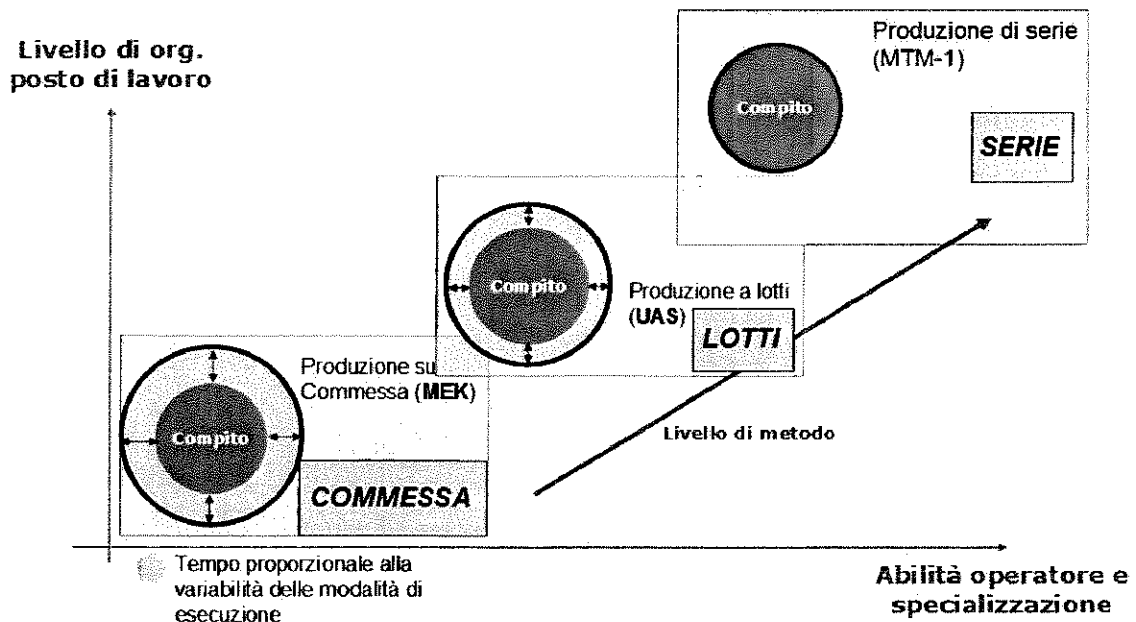 Livello di org.
posto di lavoro
Produzione di serie
(MTM-1)
Compito
SERIE
Compito
Produzione a lotti
(UAS)
LOTTI
Produzione su
Commessa (MEK)
Compito
Livello di metodo
COMMESSA
Tempo proporzionale alla
variabilità delle modalità di
esecuzione
Abilità operatore e
specializzazione